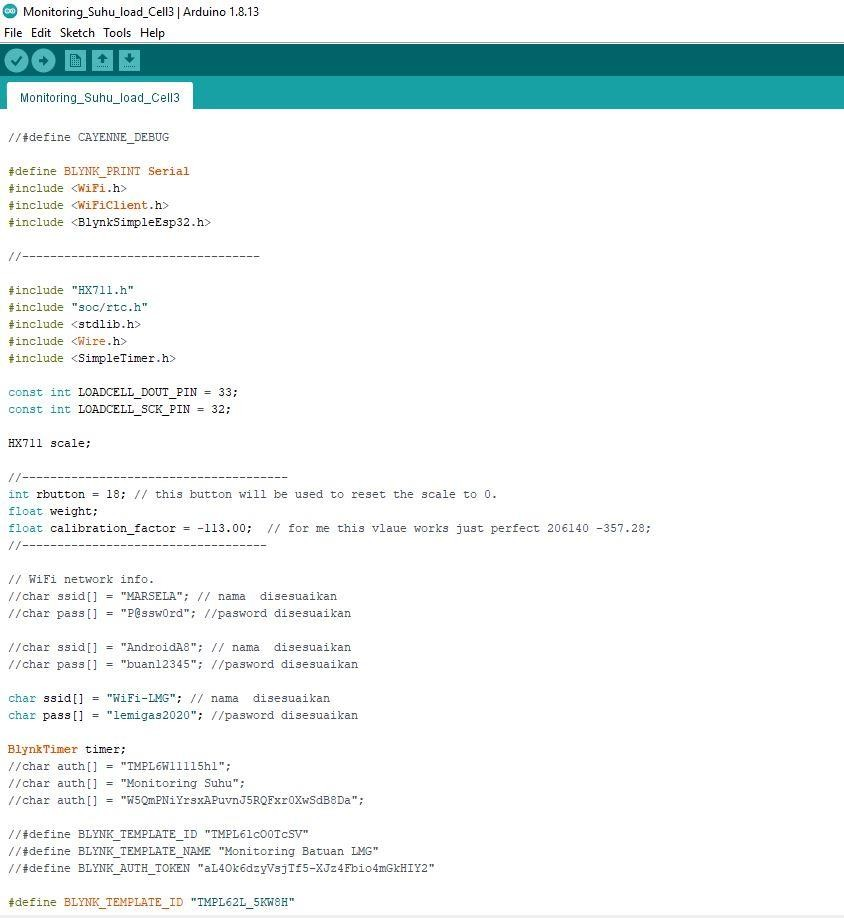 Monitoring_Suhu_load_Cell3 | Arduino 1.8.13
File Edit Sketch Tools Help
Monitoring_Suhu_load_Cell3
//#define CAYENNE_DEBUG
#define BLYNK_PRINT Serial
#include <WiFi.h>
#include <WiFiClient.h>
#include <BlynkSimpleEsp32.h>
//----------------------------------
#include "HX711.h"
#include "soc/rtc.h"
#include <stdlib.h>
#include <Wire.h>
#include <SimpleTimer.h>
const int LOADCELL_DOUT_PIN = 33;
const int LOADCELL_SCK_PIN = 32;
HX711 scale;
//--------------------------------------
int rbutton = 18; // this button will be used to reset the scale to 0.
float weight;
float calibration_factor = -113.00;  // for me this vlaue works just perfect 206140 -357.28;
//-----------------------------------
// WiFi network info.
//char ssid[] = "MARSELA"; // nama  disesuaikan
//char pass[] = "P@ssw0rd"; //pasword disesuaikan
//char ssid[] = "AndroidA8"; // nama  disesuaikan
//char pass[] = "buan12345"; //pasword disesuaikan
char ssid[] = "WiFi-LMG"; // nama  disesuaikan
char pass[] = "lemigas2020"; //pasword disesuaikan
BlynkTimer timer;
//char auth[] = "TMPL6W11115h1";
//char auth[] = "Monitoring Suhu";
//char auth[] = "W5QmPNiYrsxAPuvnJ5RQFxr0XwSdB8Da";
//#define BLYNK_TEMPLATE_ID "TMPL6lcO0TcSV"
//#define BLYNK_TEMPLATE_NAME "Monitoring Batuan LMG"
//#define BLYNK_AUTH_TOKEN "aL4Ok6dzyVsjTf5-XJz4Fbio4mGkHIY2"
#define BLYNK_TEMPLATE_ID "TMPL62L_5KW8H"